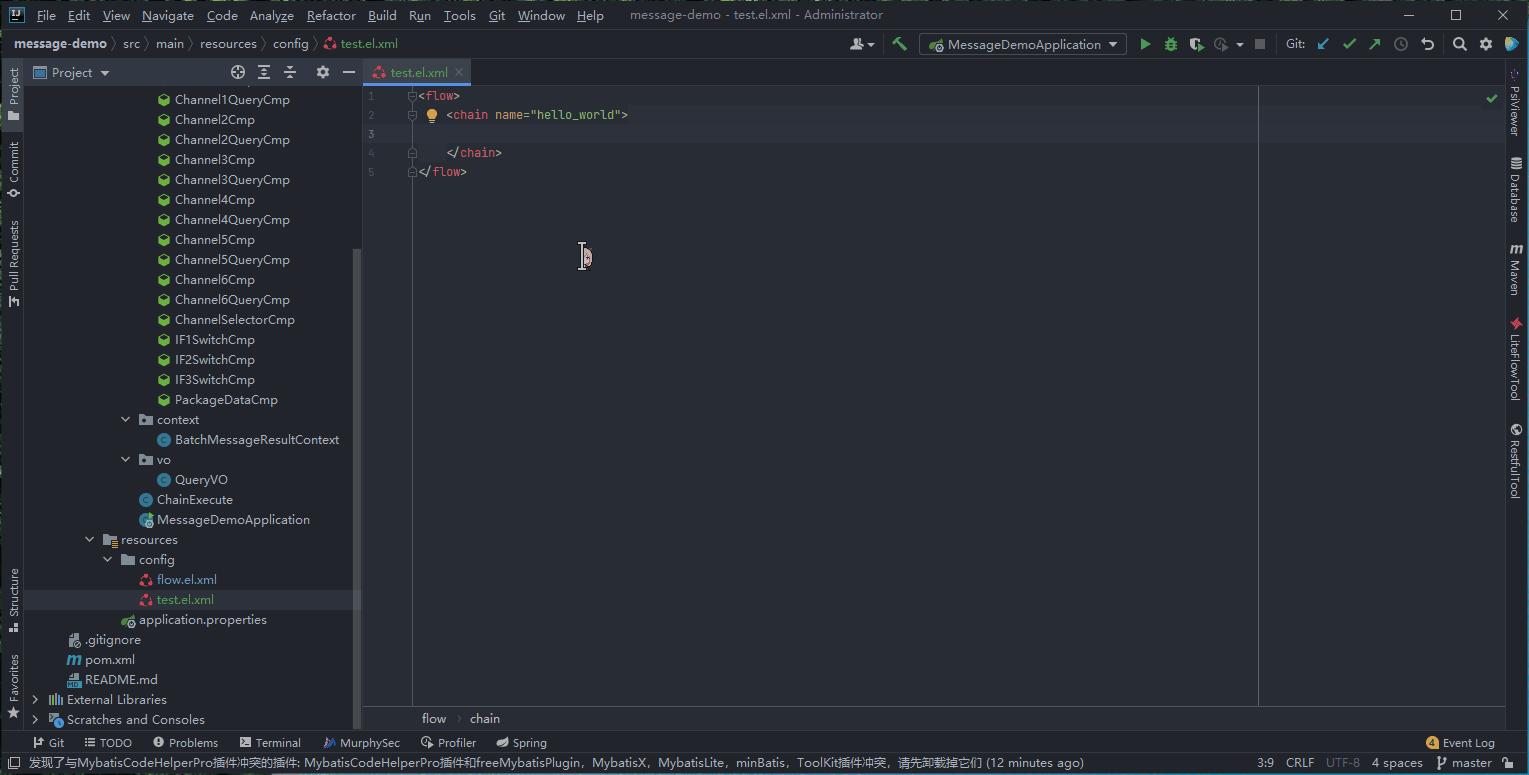 File Edit View Navigate Code Analyze Refactor Build Run Tools Git Window Help message-demo - test.el.xml - Administrator
message-demo src main resources config test.el.xml MessageDemoApplication Git:
Project
test.el.xml
Project
Commit
Pull Requests
Structure
Favorites
Channel1QueryCmp
Channel2Cmp
Channel2QueryCmp
Channel3Cmp
Channel3QueryCmp
Channel4Cmp
Channel4QueryCmp
Channel5Cmp
Channel5QueryCmp
Channel6Cmp
Channel6QueryCmp
ChannelSelectorCmp
IF1SwitchCmp
IF2SwitchCmp
IF3SwitchCmp
PackageDataCmp
context
BatchMessageResultContext
vo
QueryVO
ChainExecute
MessageDemoApplication
resources
config
flow.el.xml
test.el.xml
application.properties
.gitignore
pom.xml
README.md
External Libraries
Scratches and Consoles
1 <flow>
2 <chain name="hello_world">
3
4 </chain>
5 </flow>
PsiViewer
Database
Maven
LiteFlowTool
RestfulTool
flow chain
Git TODO Problems Terminal MurphySec Profiler Spring 4 Event Log
发现了与MybatisCodeHelperPro插件冲突的插件: MybatisCodeHelperPro插件和freeMybatisPlugin，MybatisX，MybatisLite，minBatis，ToolKit插件冲突，请先卸载掉它们 (12 minutes ago) 3:9 CRLF UTF-8 4 spaces master